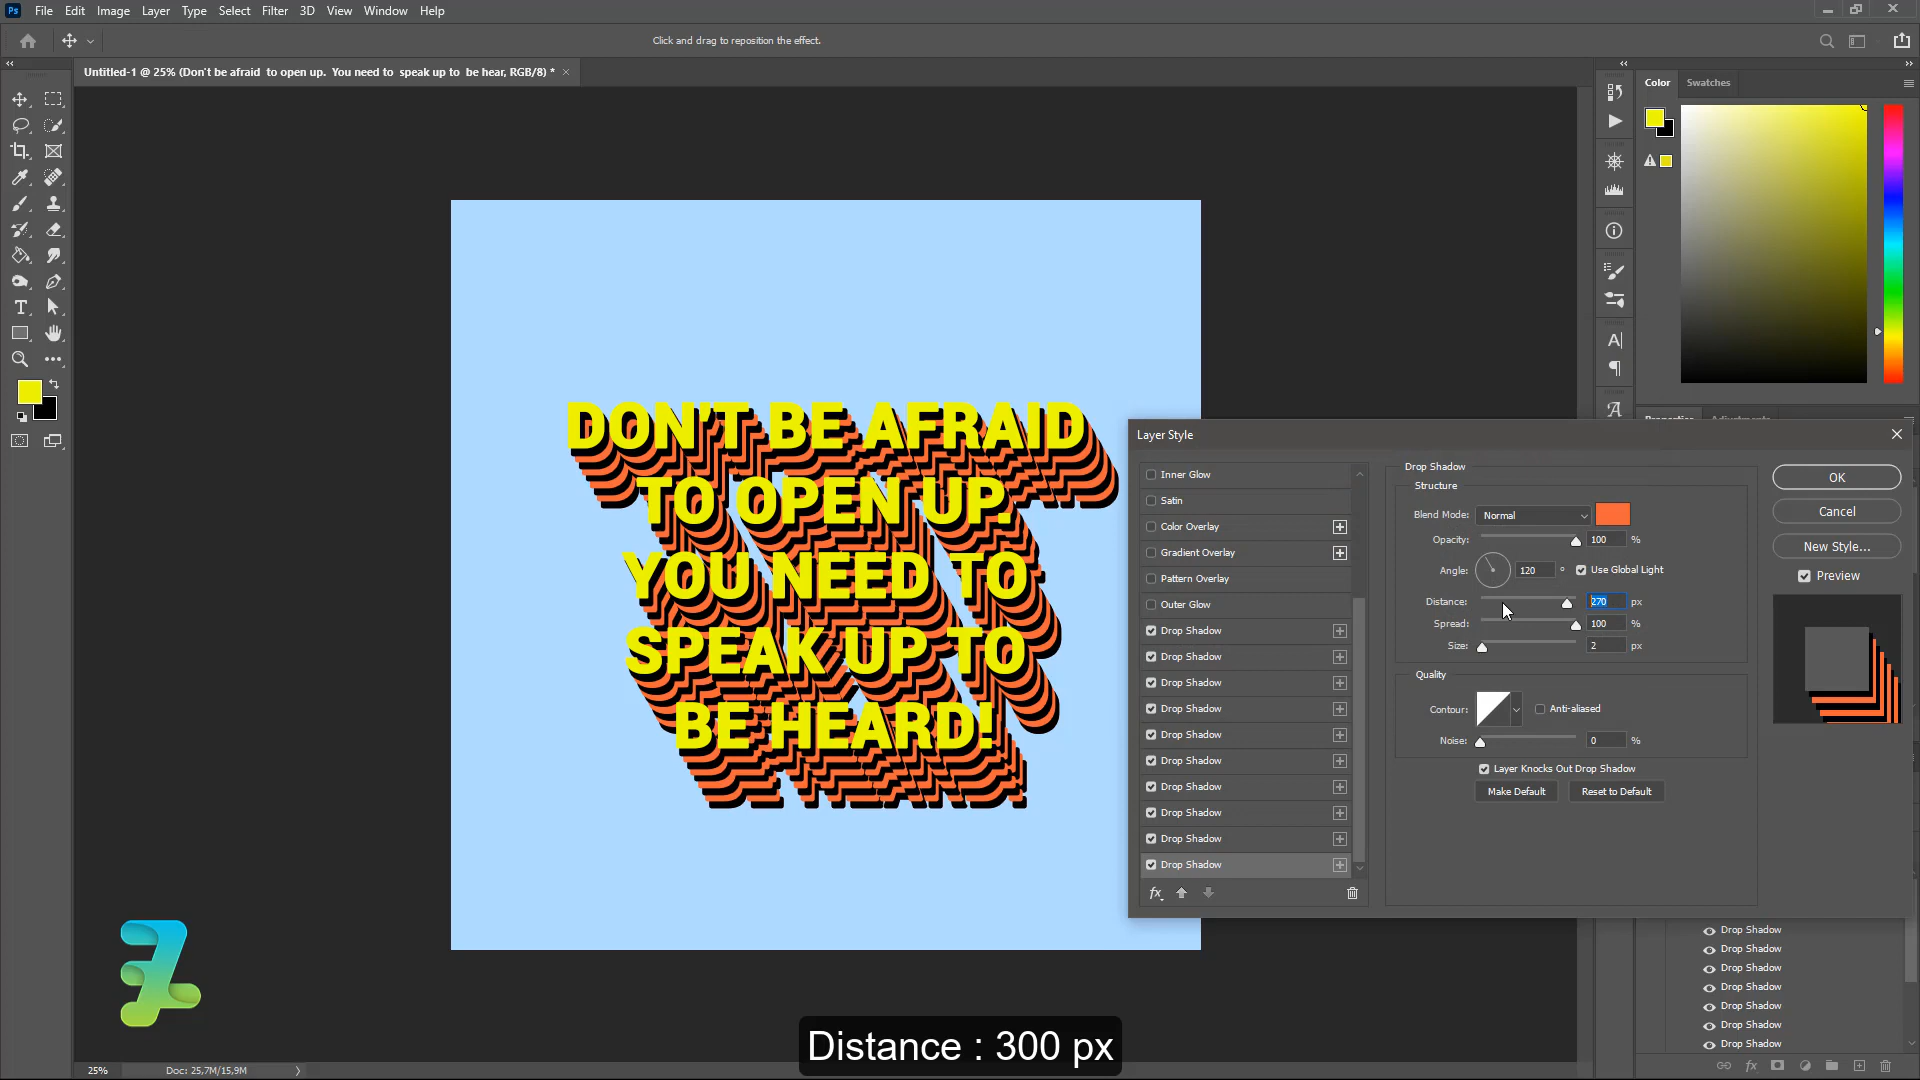 Ps File Edit Image Layer Type Select Filter 3D View Window Help
Click and drag to reposition the effect.
Untitled-1 @ 25% (Don't be afraid  to open up.  You need to  speak up to  be hear, RGB/8) *
Color Swatches
DON'T BE AFRAID
TO OPEN UP.
YOU NEED TO
SPEAK UP TO
BE HEARD!
Properties Adjustments
Layer Style
Inner Glow
Satin
Color Overlay
Gradient Overlay
Pattern Overlay
Outer Glow
Drop Shadow
Drop Shadow
Drop Shadow
Drop Shadow
Drop Shadow
Drop Shadow
Drop Shadow
Drop Shadow
Drop Shadow
Drop Shadow
fx
Drop Shadow
Structure
Blend Mode: Normal
Opacity: 100 %
Angle: 120 ° Use Global Light
Distance: 270 px
Spread: 100 %
Size: 2 px
Quality
Contour: Anti-aliased
Noise: 0 %
Layer Knocks Out Drop Shadow
Make Default Reset to Default
OK
Cancel
New Style...
Preview
Drop Shadow
Drop Shadow
Drop Shadow
Drop Shadow
Drop Shadow
Drop Shadow
Drop Shadow
fx
Distance : 300 px
25% Doc: 25,7M/15,9M